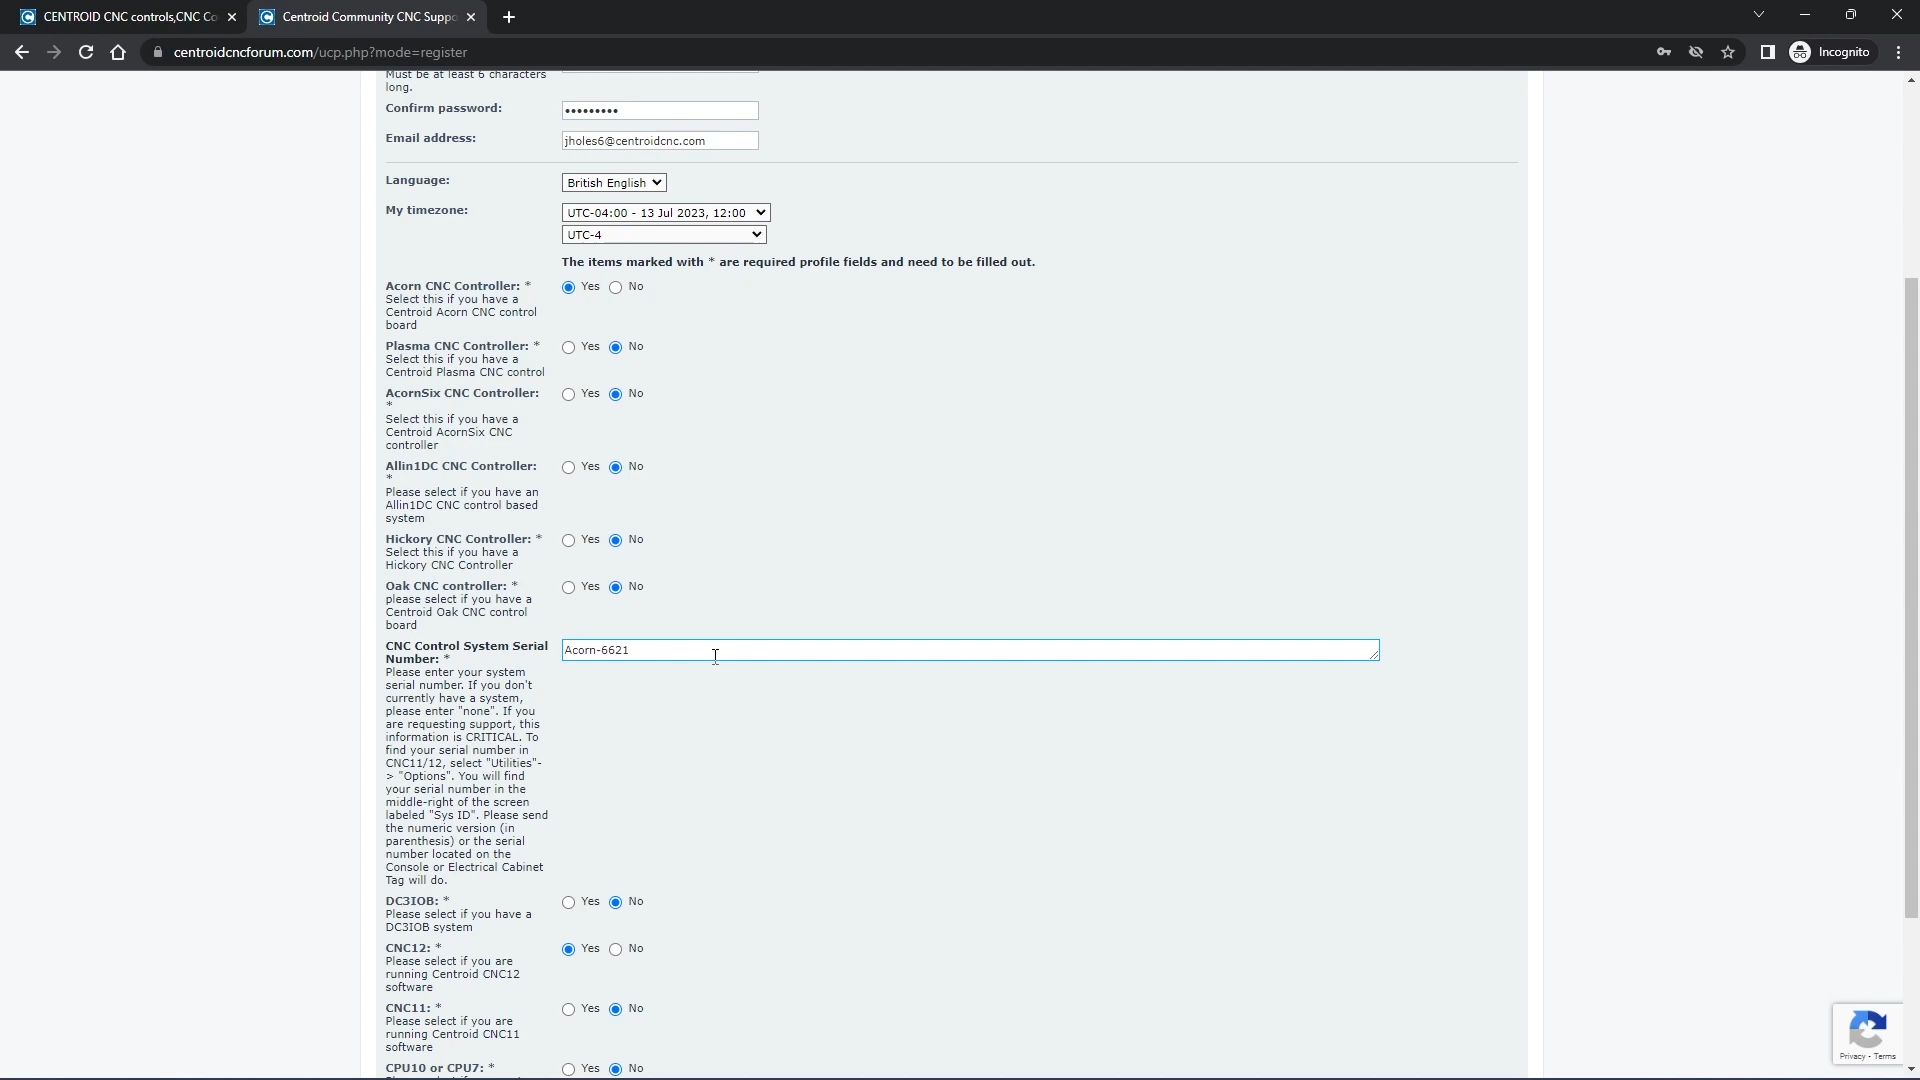 CENTROID CNC controls,CNC Co
Centroid Community CNC Suppo
centroidcncforum.com/ucp.php?mode=register
Incognito
Must be at least 6 characters
long.
Confirm password:
•••••••••
Email address:
jholes6@centroidcnc.com
Language:
British English
My timezone:
UTC-04:00 - 13 Jul 2023, 12:00
UTC-4
The items marked with * are required profile fields and need to be filled out.
Acorn CNC Controller: *
Yes No
Select this if you have a
Centroid Acorn CNC control
board
Plasma CNC Controller: *
Yes No
Select this if you have a
Centroid Plasma CNC control
AcornSix CNC Controller:
*
Yes No
Select this if you have a
Centroid AcornSix CNC
controller
Allin1DC CNC Controller:
*
Yes No
Please select if you have an
Allin1DC CNC control based
system
Hickory CNC Controller: *
Yes No
Select this if you have a
Hickory CNC Controller
Oak CNC controller: *
Yes No
please select if you have a
Centroid Oak CNC control
board
CNC Control System Serial
Number: *
Acorn-6621
Please enter your system
serial number. If you don't
currently have a system,
please enter "none". If you
are requesting support, this
information is CRITICAL. To
find your serial number in
CNC11/12, select "Utilities"-
> "Options". You will find
your serial number in the
middle-right of the screen
labeled "Sys ID". Please send
the numeric version (in
parenthesis) or the serial
number located on the
Console or Electrical Cabinet
Tag will do.
DC3IOB: *
Yes No
Please select if you have a
DC3IOB system
CNC12: *
Yes No
Please select if you are
running Centroid CNC12
software
CNC11: *
Yes No
Please select if you are
running Centroid CNC11
software
CPU10 or CPU7: *
Yes No
Privacy - Terms